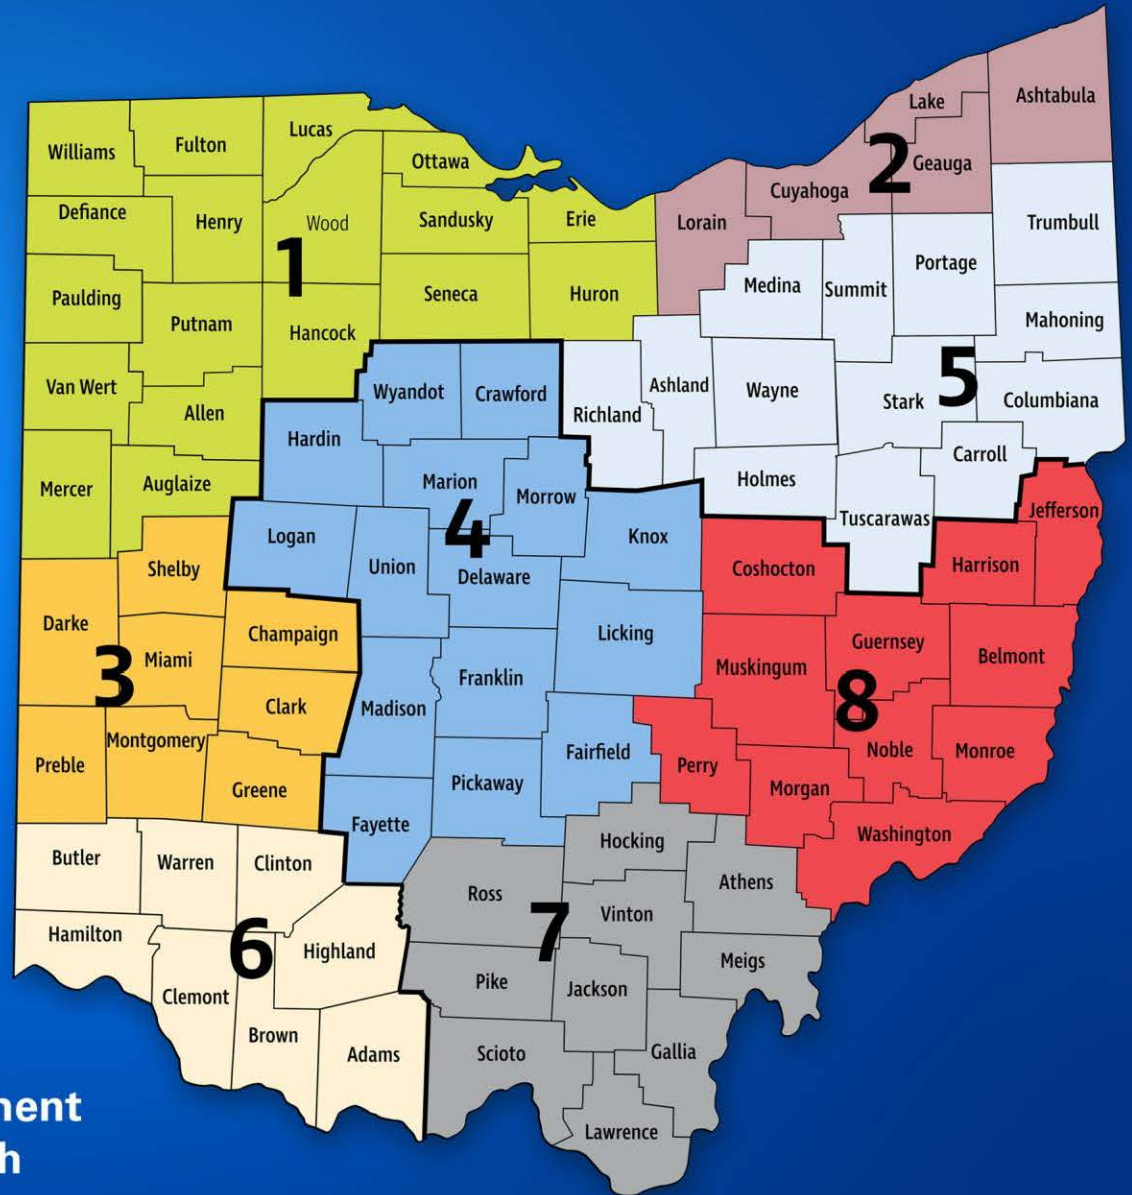 Ashtabula
Lake
Lucas
Fulton
Williams
Ottawa
2
Geauga
Cuyahoga
Defiance
Henry
Wood
Sandusky
Erie
Lorain
Trumbull
1
Portage
Paulding
Seneca
Huron
Medina
Summit
Putnam
Hancock
Mahoning
Van Wert
Allen
Wyandot
Crawford
Richland
Ashland
Wayne
Stark
5
Columbiana
Hardin
Carroll
Mercer
Auglaize
Marion
Morrow
Holmes
Jefferson
Tuscarawas
4
Logan
Knox
Shelby
Union
Delaware
Coshocton
Harrison
Darke
Champaign
Licking
Guernsey
Belmont
3
Miami
Muskingum
Franklin
Clark
Madison
8
Montgomery
Fairfield
Noble
Monroe
Preble
Perry
Greene
Pickaway
Morgan
Fayette
Washington
Hocking
Butler
Warren
Clinton
Athens
Ross
Vinton
7
Hamilton
6
Highland
Meigs
Pike
Jackson
Clemont
Brown
Adams
Scioto
Gallia
Lawrence
ment
h